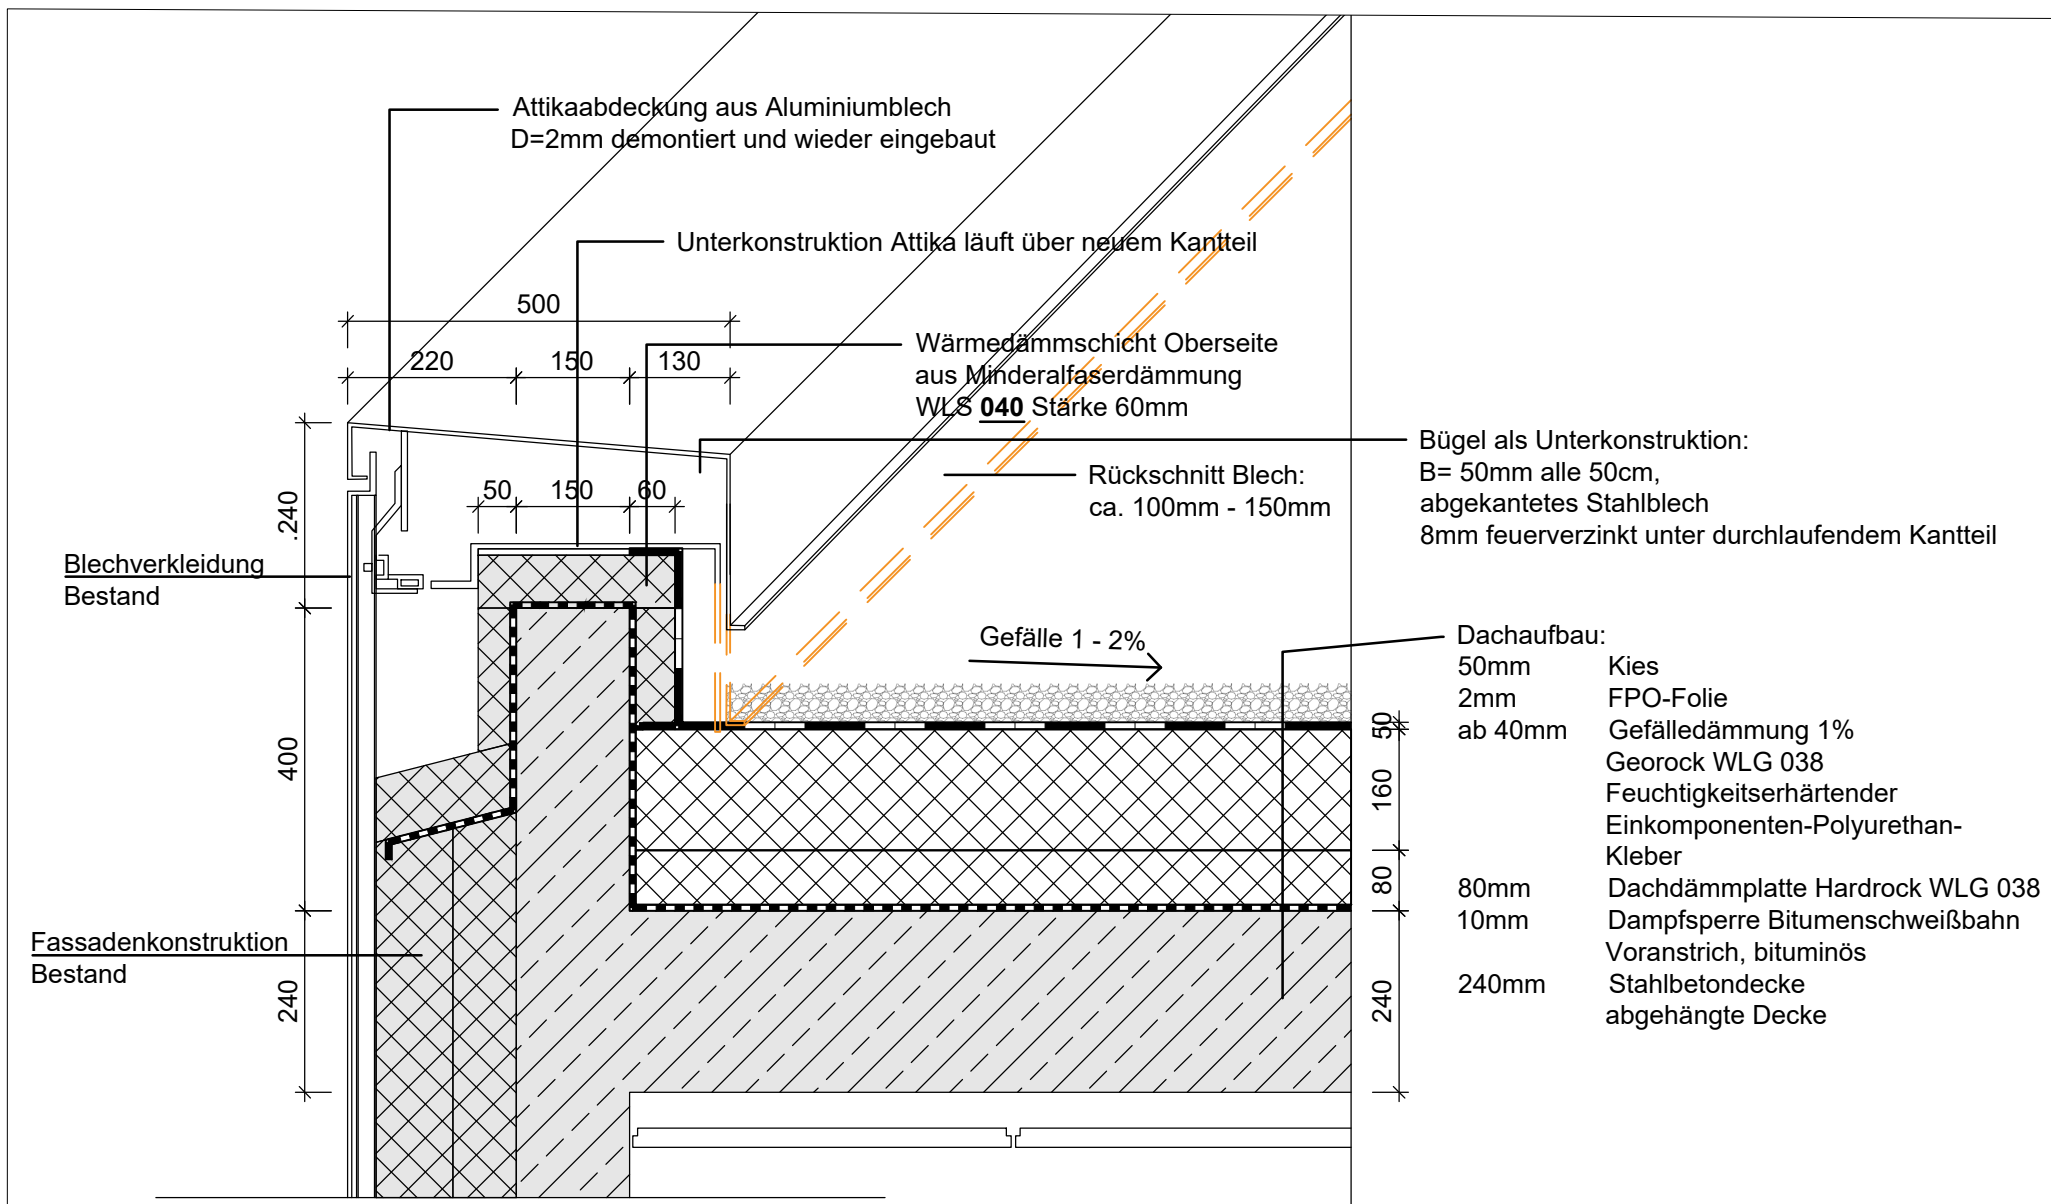 Attikaabdeckung aus Aluminiumblech
D=2mm demontiert und wieder eingebaut
Unterkonstruktion Attika läuft über neuem Kantteil
500
220 150 130
Wärmedämmschicht Oberseite
aus Minderalfaserdämmung
WLS 040 Stärke 60mm
Bügel als Unterkonstruktion:
B= 50mm alle 50cm,
abgekantetes Stahlblech
8mm feuerverzinkt unter durchlaufendem Kantteil
Rückschnitt Blech:
ca. 100mm - 150mm
50 150 60
.240
400
240
Blechverkleidung
Bestand
Fassadenkonstruktion
Bestand
Gefälle 1 - 2%
50
160
80
240
Dachaufbau:
50mm Kies
2mm FPO-Folie
ab 40mm Gefälledämmung 1%
Georock WLG 038
Feuchtigkeitserhärtender
Einkomponenten-Polyurethan-
Kleber
80mm Dachdämmplatte Hardrock WLG 038
10mm Dampfsperre Bitumenschweißbahn
Voranstrich, bituminös
240mm Stahlbetondecke
abgehängte Decke